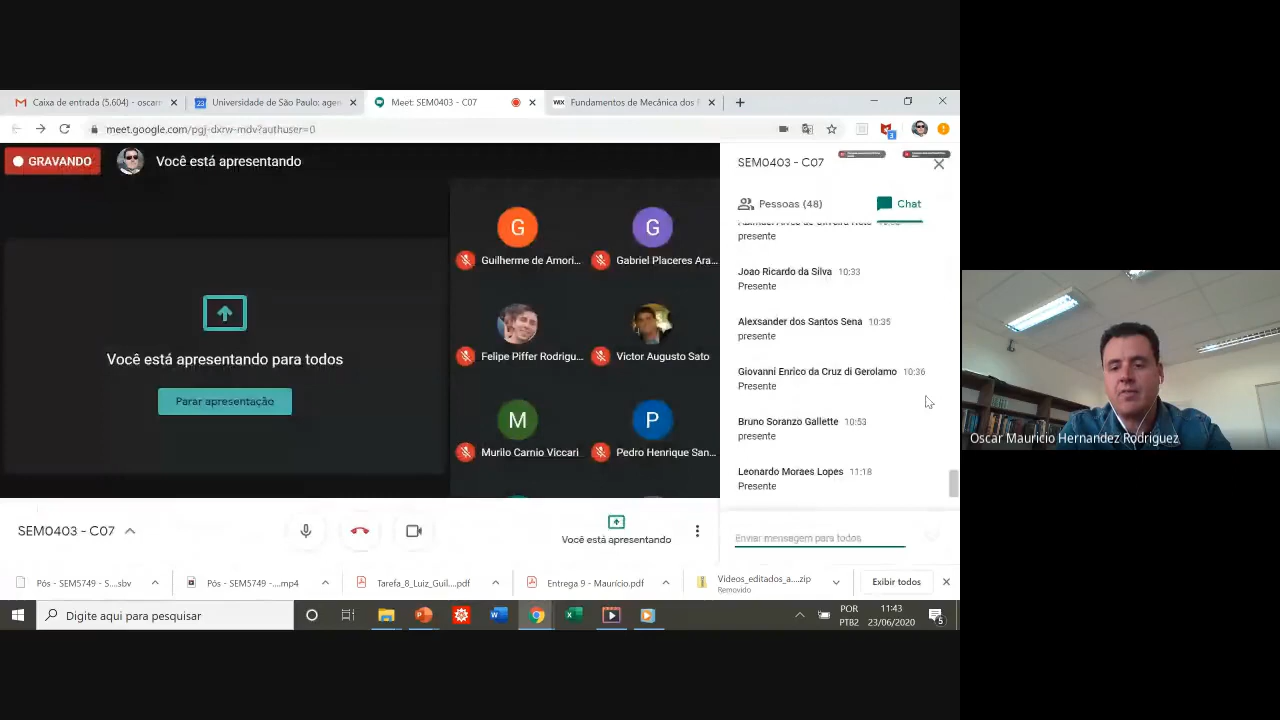 Caixa de entrada (5.604) - oscarr
Universidade de São Paulo: agen
Meet: SEM0403 - C07
WIX
Fundamentos de Mecânica dos
meet.google.com/pgj-dxrw-mdv?authuser=0
GRAVANDO
Você está apresentando
SEM0403 - C07
Pessoas (48)
Chat
Guilherme de Amori...
Gabriel Placeres Ara...
Você está apresentando para todos
Parar apresentação
Felipe Piffer Rodrigu...
Victor Augusto Sato
M
P
Murilo Carnio Viccari
Pedro Henrique San...
G
G
presente
Joao Ricardo da Silva 10:33
Presente
Alexsander dos Santos Sena 10:35
presente
Giovanni Enrico da Cruz di Gerolamo 10:36
Presente
Bruno Soranzo Gallette 10:53
presente
Leonardo Moraes Lopes 11:18
Presente
Oscar Mauricio Hernandez Rodriguez
SEM0403 - C07
Você está apresentando
Enviar mensagem para todos
Pós - SEM5749 - S....sbv
Pós - SEM5749 -....mp4
Tarefa_8_Luiz_Guil....pdf
Entrega 9 - Maurício.pdf
Videos_editados_a....zip
Removido
Exibir todos
Digite aqui para pesquisar
POR
PTB2
11:43
23/06/2020